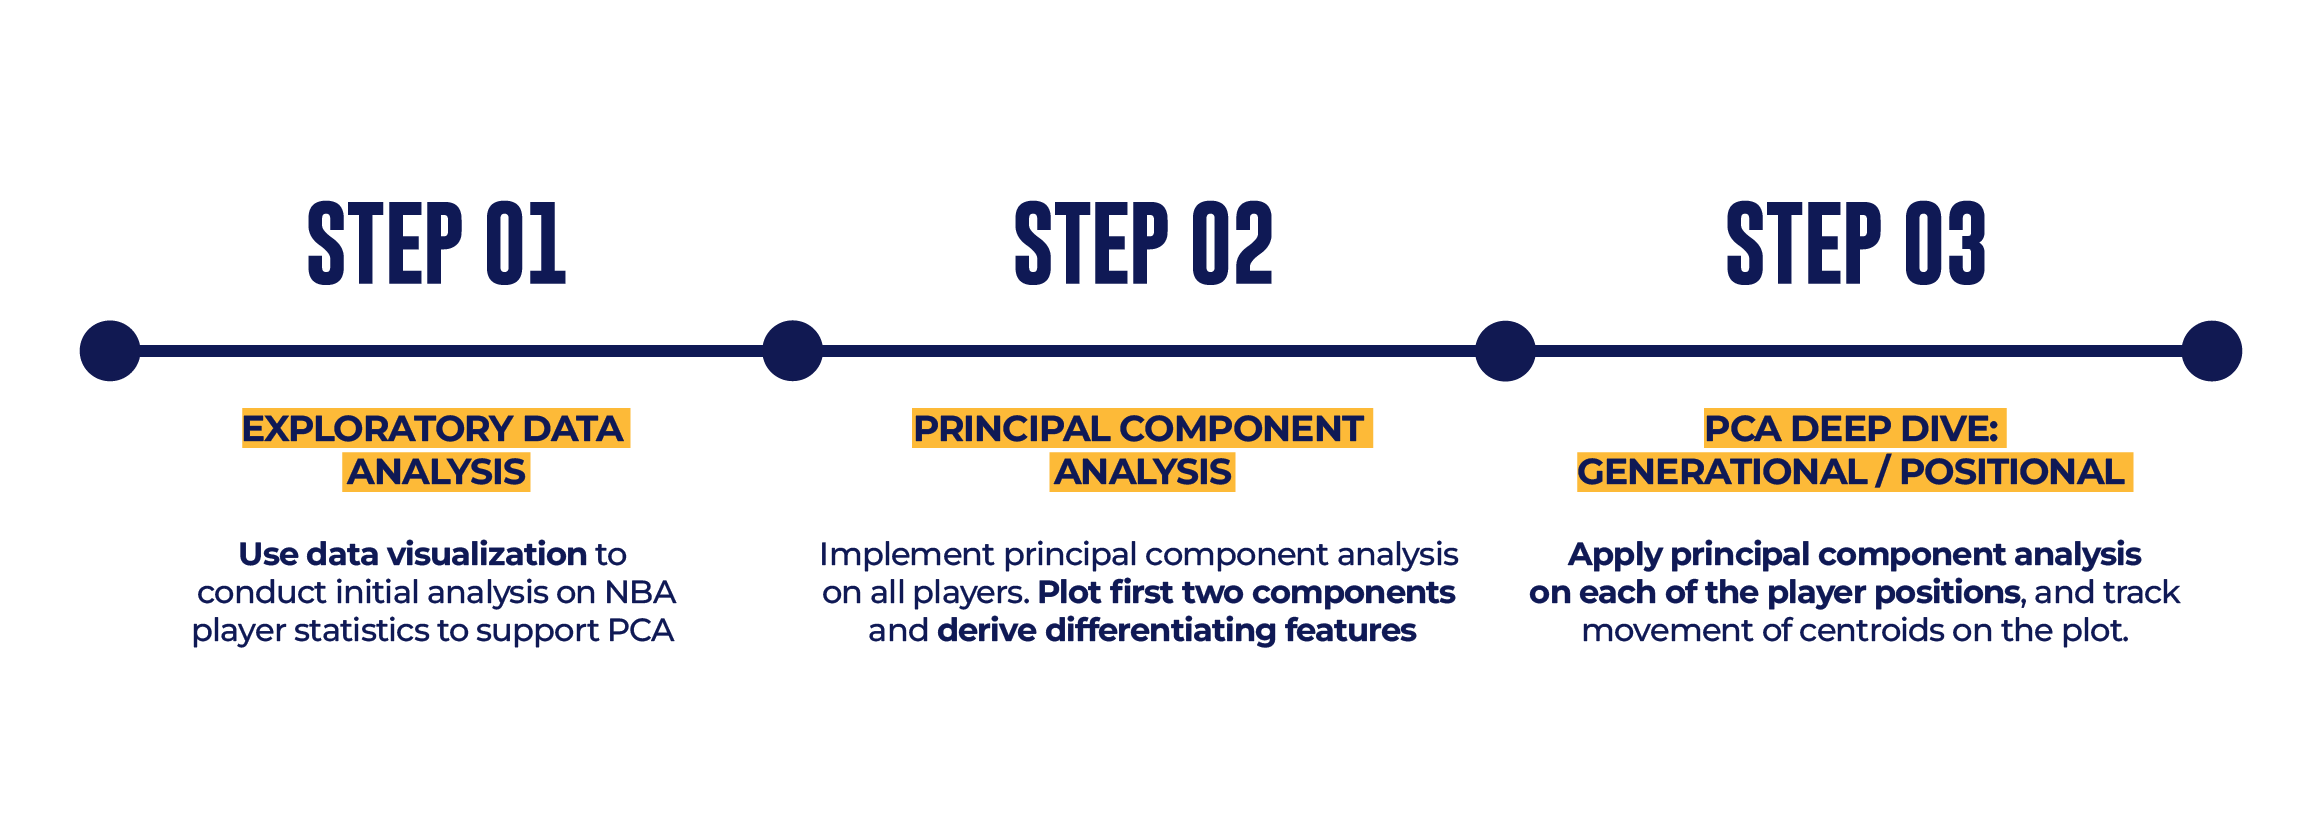 STEP 01
EXPLORATORY DATA
ANALYSIS
Use data visualization to
conduct initial analysis on NBA
player statistics to support PCA
STEP 02
PRINCIPAL COMPONENT
ANALYSIS
Implement principal component analysis
on all players. Plot first two components
and derive differentiating features
STEP 03
PCA DEEP DIVE:
GENERATIONAL / POSITIONAL
Apply principal component analysis
on each of the player positions, and track
movement of centroids on the plot.